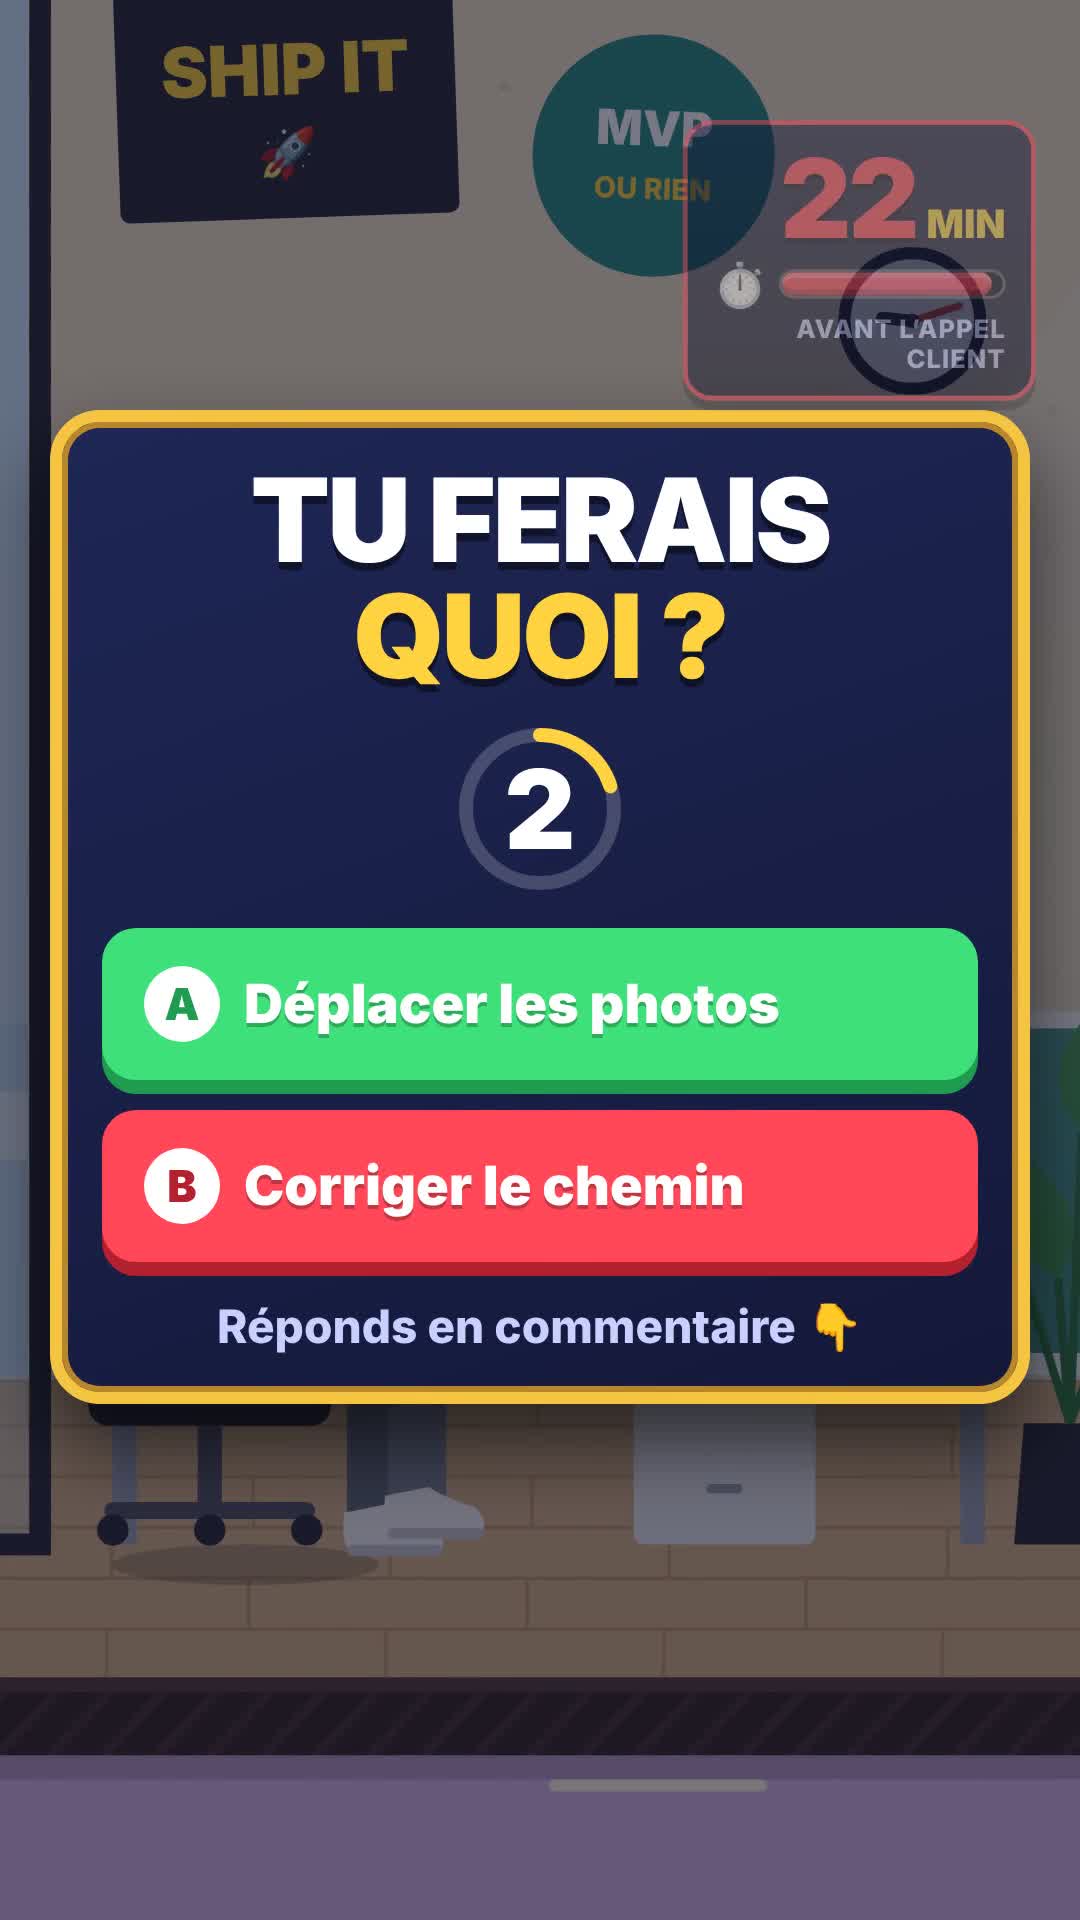 SHIP IT
MVP
OU RIEN
22 MIN
AVANT L'APPEL
CLIENT
TU FERAIS
QUOI ?
2
A Déplacer les photos
B Corriger le chemin
Réponds en commentaire 👇